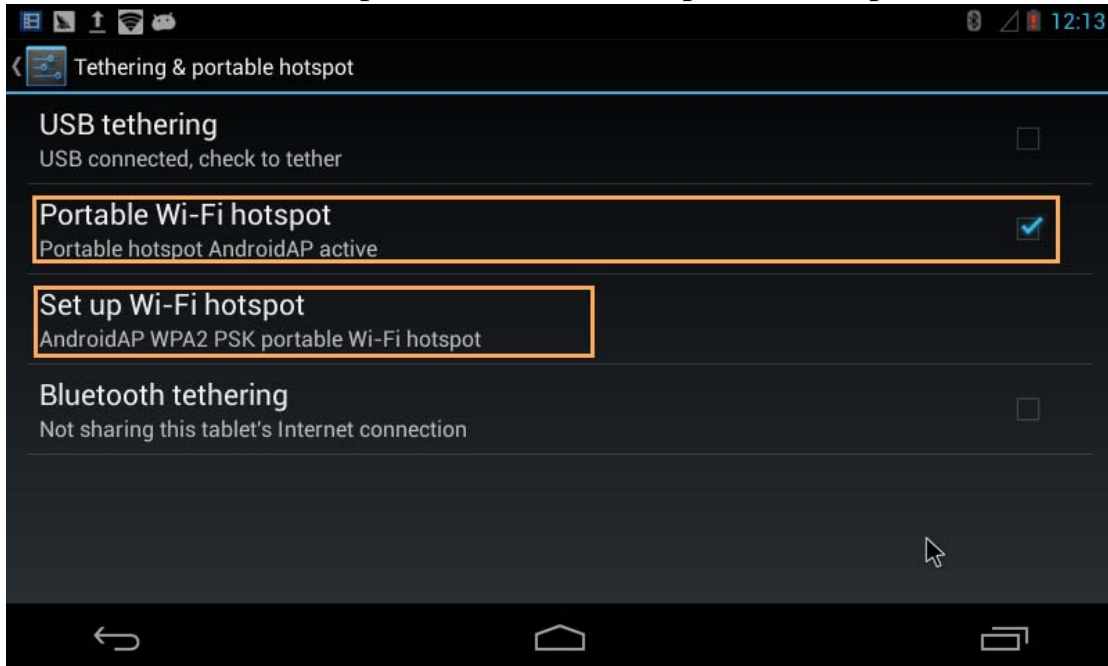 12:13
Tethering & portable hotspot
USB tethering
USB connected, check to tether
Portable Wi-Fi hotspot
Portable hotspot AndroidAP active
Set up Wi-Fi hotspot
AndroidAP WPA2 PSK portable Wi-Fi hotspot
Bluetooth tethering
Not sharing this tablet's Internet connection